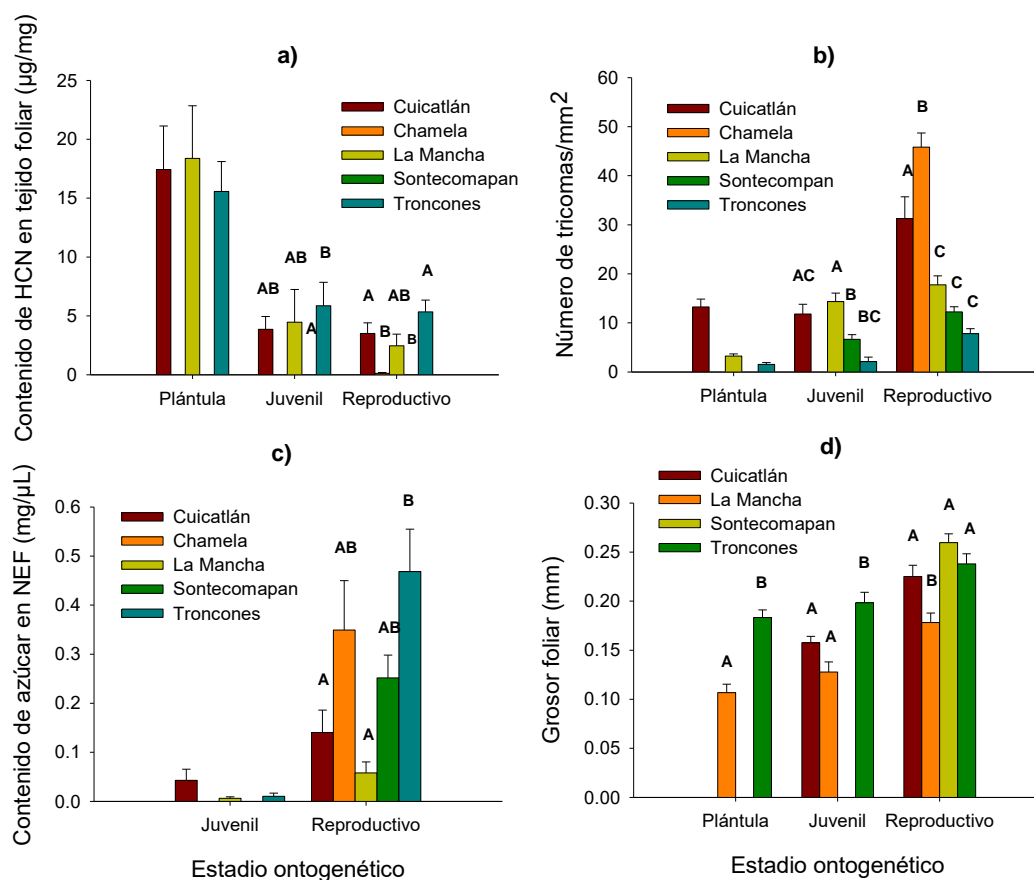 a)
Contenido de HCN en tejido foliar (µg/mg)
25
20
15
10
5
0
Cuicatlán
Chamela
La Mancha
Sontecomapan
Troncones
AB
AB
A
B
A
B
AB
B
A
Plántula
Juvenil
Reproductivo
b)
Número de tricomas/mm2
60
50
40
30
20
10
0
Cuicatlán
Chamela
La Mancha
Sontecompan
Troncones
AC
A
B
BC
A
B
C
C
C
Plántula
Juvenil
Reproductivo
c)
Contenido de azúcar en NEF (mg/µL)
0.6
0.5
0.4
0.3
0.2
0.1
0.0
Cuicatlán
Chamela
La Mancha
Sontecomapan
Troncones
A
AB
A
AB
B
Juvenil
Reproductivo
Estadio ontogenético
d)
Grosor foliar (mm)
0.30
0.25
0.20
0.15
0.10
0.05
0.00
Cuicatlán
La Mancha
Sontecomapan
Troncones
A
B
A
A
B
A
B
A
A
Plántula
Juvenil
Reproductivo
Estadio ontogenético